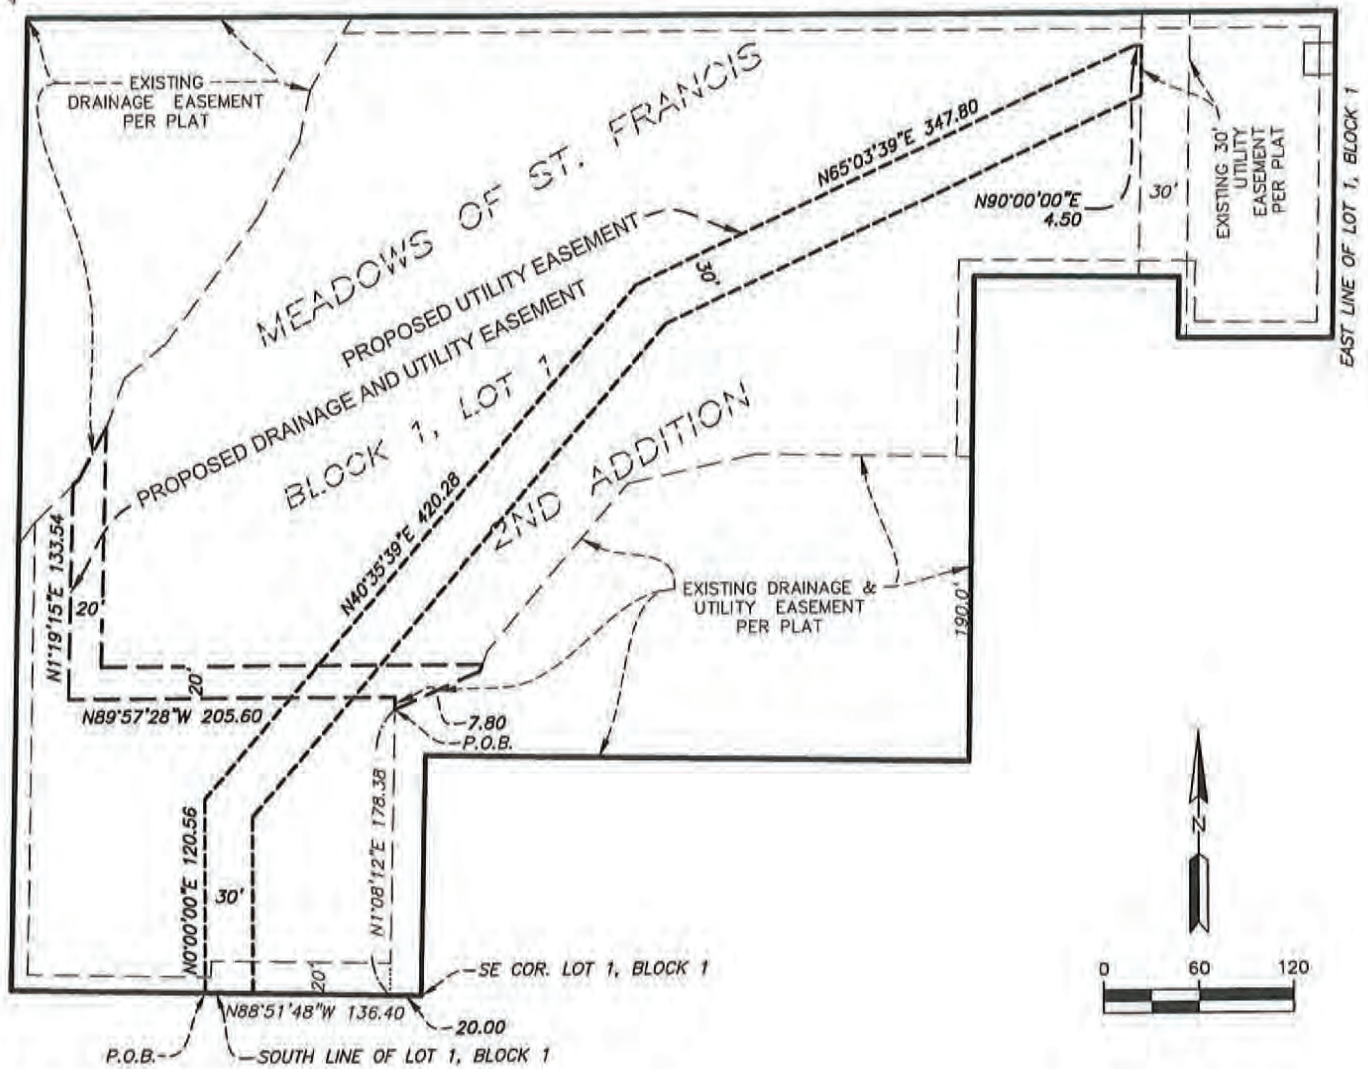 EXISTING
DRAINAGE EASEMENT
PER PLAT
MEADOWS OF ST. FRANCIS
N65°03'39"E 347.80
N90°00'00"E
4.50
30'
EXISTING 30'
UTILITY
EASEMENT
PER PLAT
EAST LINE OF LOT 1, BLOCK 1
PROPOSED UTILITY EASEMENT
30'
PROPOSED DRAINAGE AND UTILITY EASEMENT
BLOCK 1, LOT 1
2ND ADDITION
N40°35'39"E 420.28
N1°19'15"E 133.54
20'
EXISTING DRAINAGE &
UTILITY EASEMENT
PER PLAT
190.0'
20'
N89°57'28"W 205.60
7.80
P.O.B.
N0°00'00"E 120.56
30'
N1°08'12"E 178.38
20'
SE COR. LOT 1, BLOCK 1
N88°51'48"W 136.40
20.00
P.O.B.
SOUTH LINE OF LOT 1, BLOCK 1
N
0 60 120